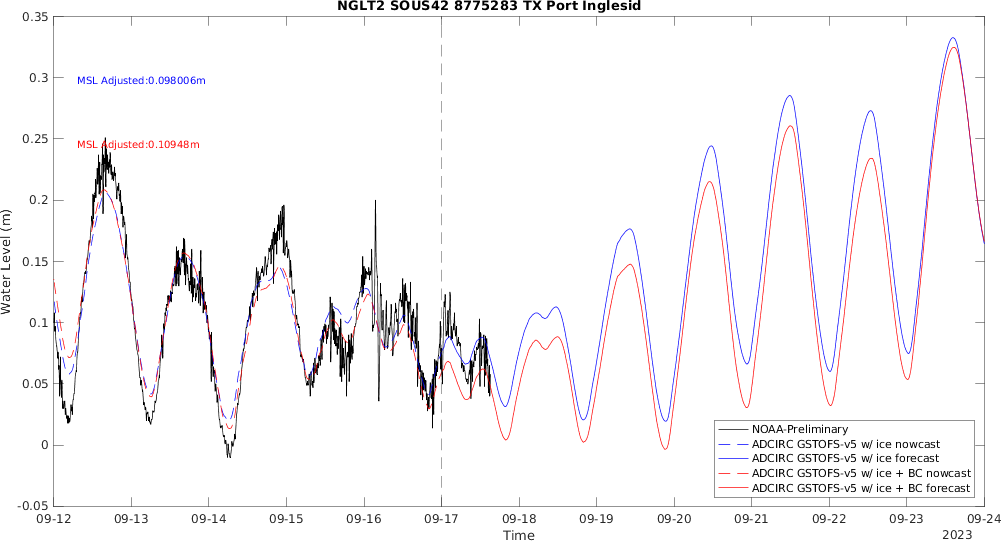 NGLT2 SOUS42 8775283 TX Port Inglesid
0.35
0.3
0.25
0.2
0.15
0.1
0.05
0
-0.05
Water Level (m)
MSL Adjusted:0.098006m
MSL Adjusted:0.10948m
NOAA-Preliminary
ADCIRC GSTOFS-v5 w/ ice nowcast
ADCIRC GSTOFS-v5 w/ ice forecast
ADCIRC GSTOFS-v5 w/ ice + BC nowcast
ADCIRC GSTOFS-v5 w/ ice + BC forecast
09-12 09-13 09-14 09-15 09-16 09-17 09-18 09-19 09-20 09-21 09-22 09-23 09-24
Time
2023